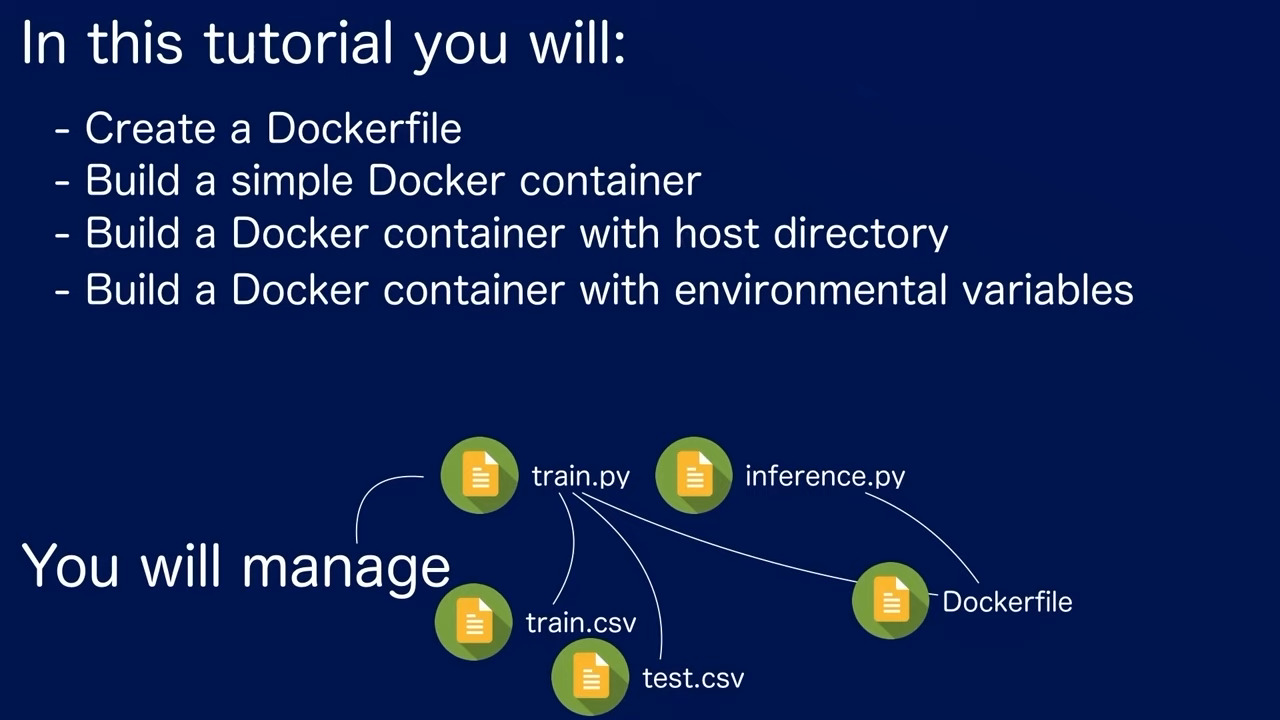 In this tutorial you will:
- Create a Dockerfile
- Build a simple Docker container
- Build a Docker container with host directory
- Build a Docker container with environmental variables
train.py
inference.py
You will manage
Dockerfile
train.csv
test.csv